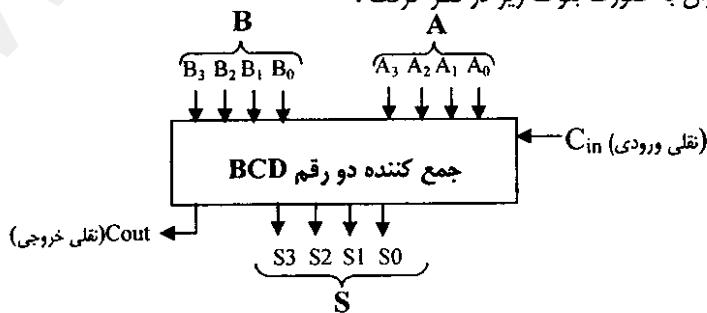 B A
B3 B2 B1 B0 A3 A2 A1 A0
Cin (نقلی ورودی)
جمع کننده دو رقم BCD
Cout(نقلی خروجی)
S3 S2 S1 S0
S